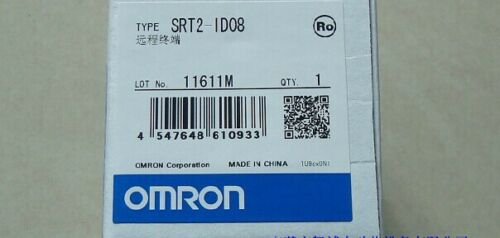 TYPE SRT2-ID08
远程终端
Ro
LOT No. 11611M QTY. 1
4 547648 610933
OMRON Corporation MADE IN CHINA
OMRON